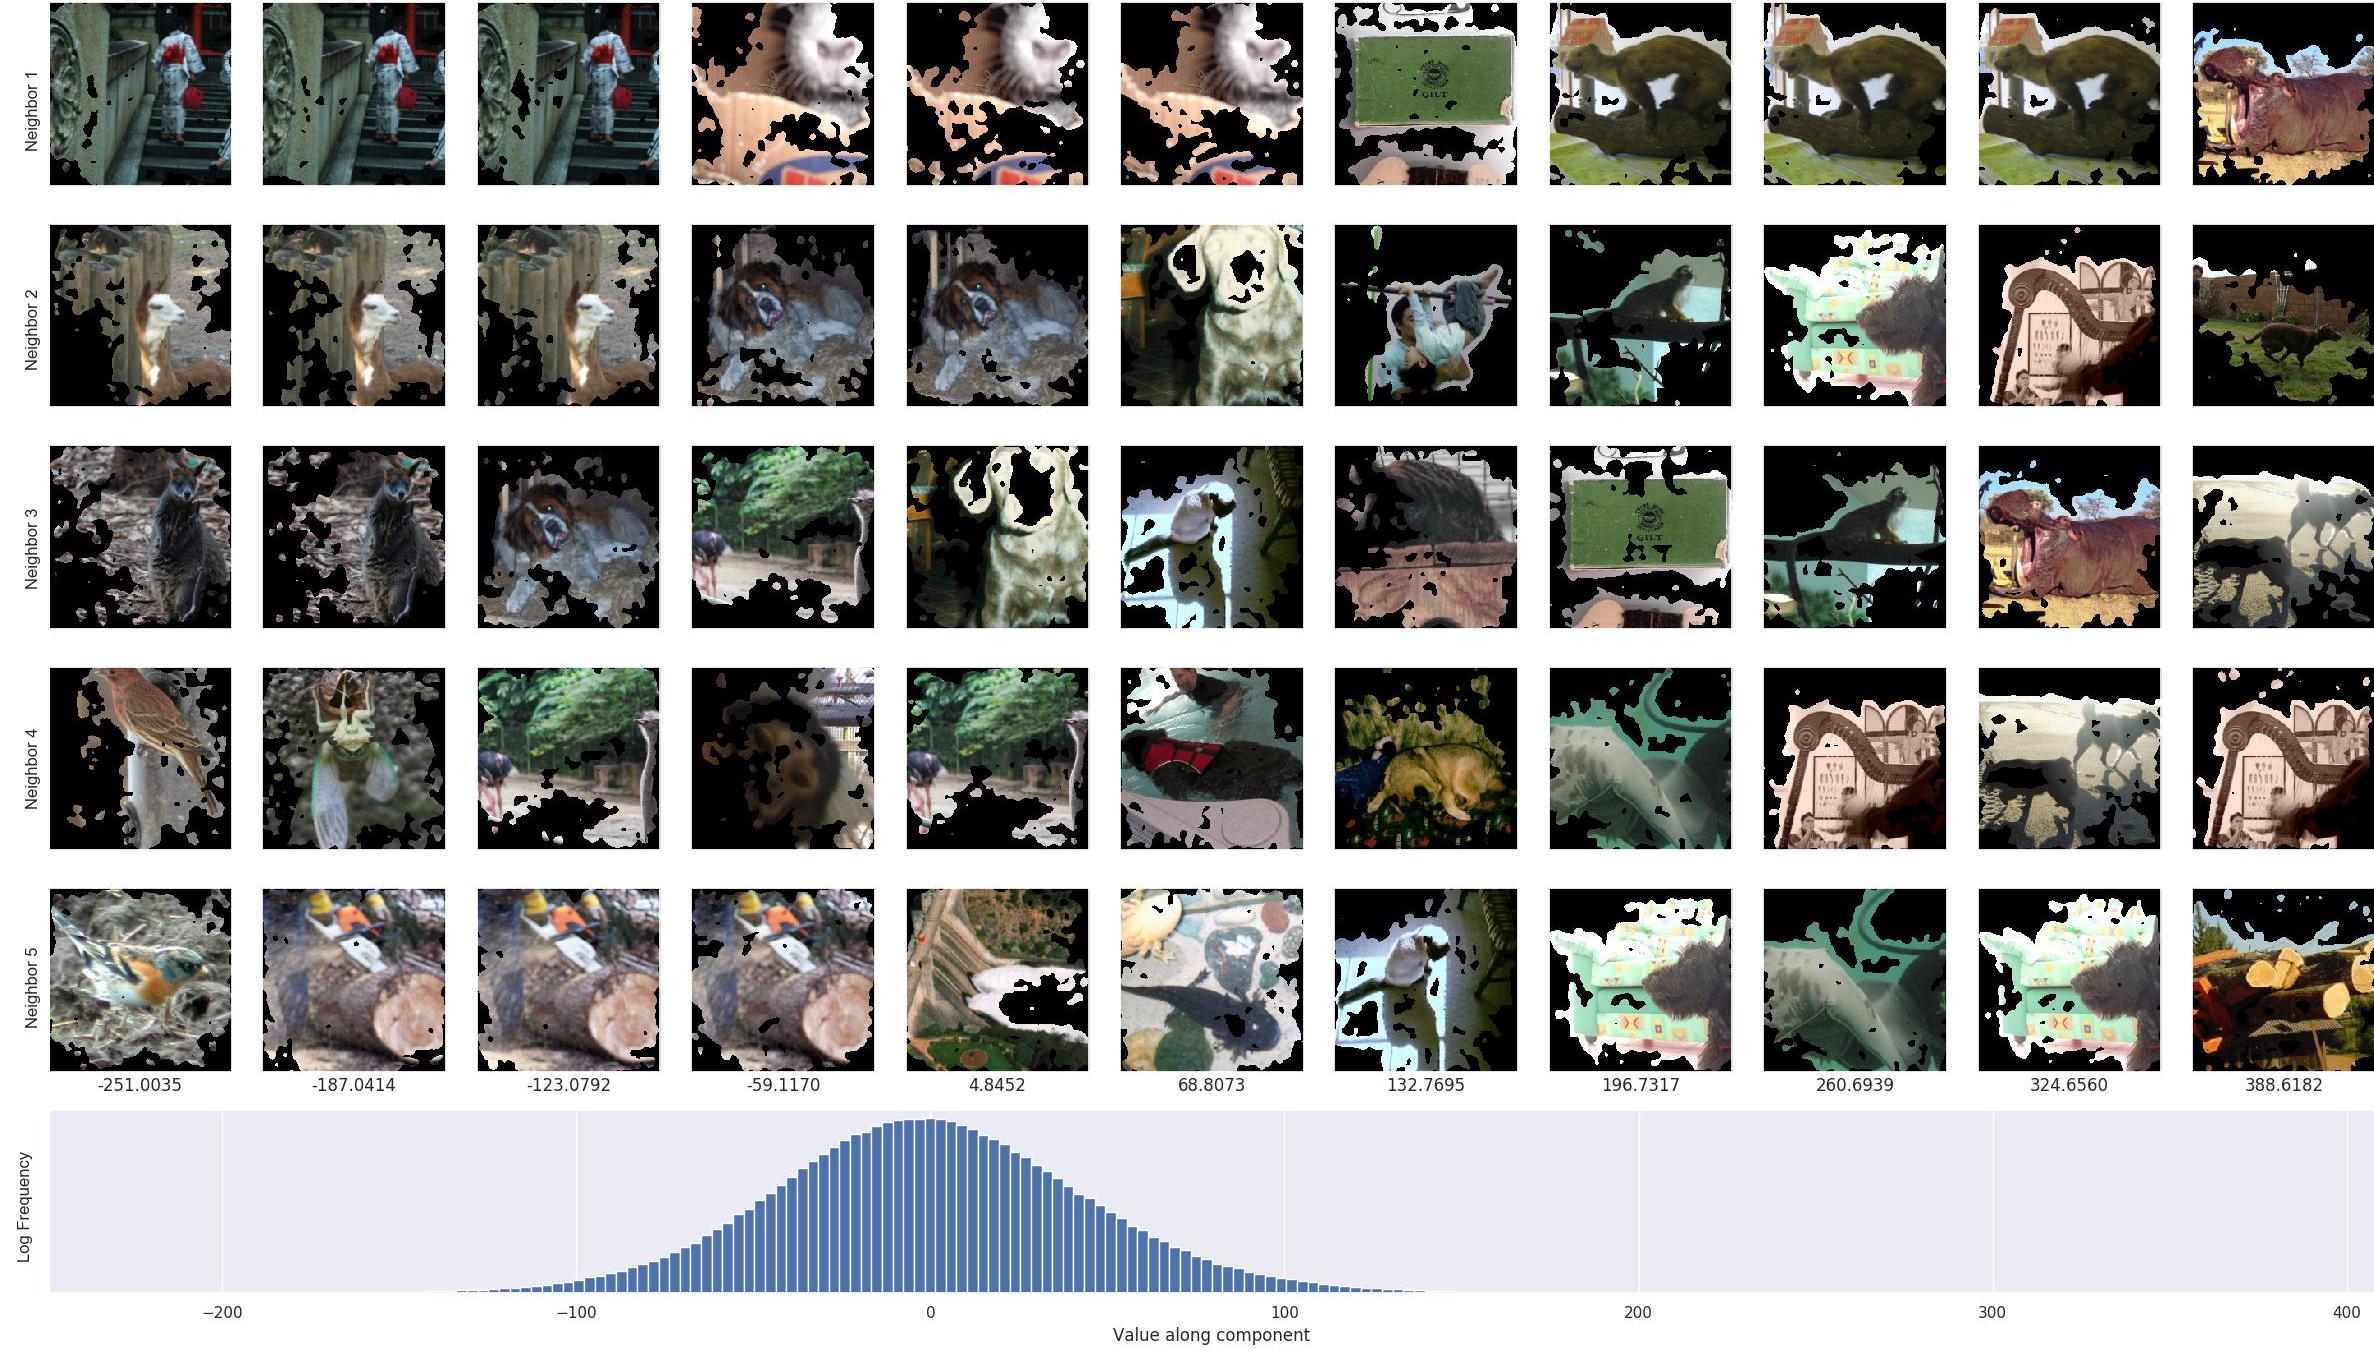 Neighbor 1
GILT
Neighbor 2
Neighbor 3
GILT
Neighbor 4
Neighbor 5
-251.0035 -187.0414 -123.0792 -59.1170 4.8452 68.8073 132.7695 196.7317 260.6939 324.6560 388.6182
Log Frequency
−200 −100 0 100 200 300 400
Value along component